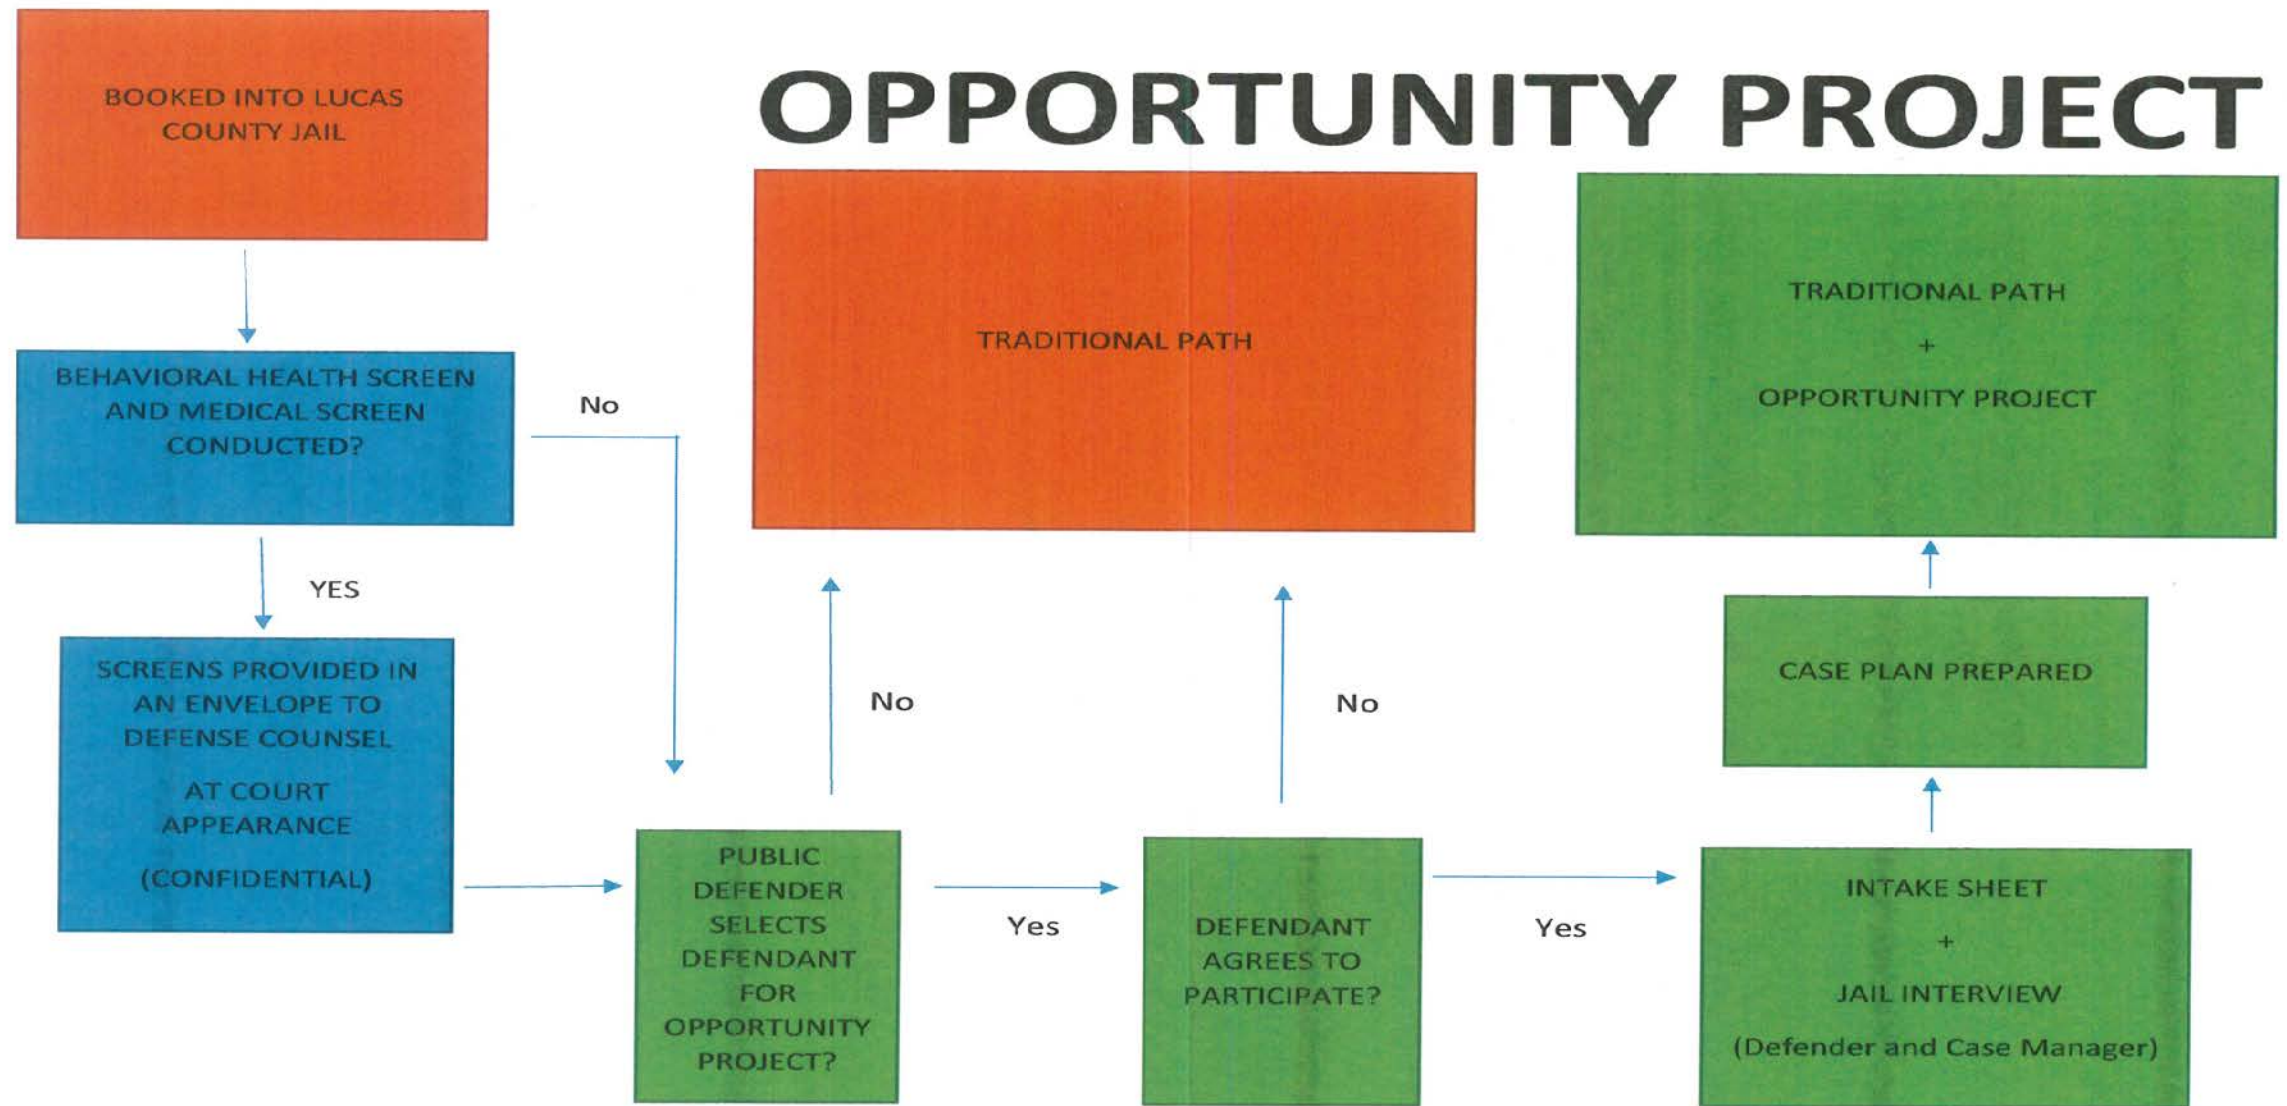 OPPORTUNITY PROJECT
BOOKED INTO LUCAS
COUNTY JAIL
BEHAVIORAL HEALTH SCREEN
AND MEDICAL SCREEN
CONDUCTED?
No
YES
SCREENS PROVIDED IN
AN ENVELOPE TO
DEFENSE COUNSEL
AT COURT
APPEARANCE
(CONFIDENTIAL)
PUBLIC
DEFENDER
SELECTS
DEFENDANT
FOR
OPPORTUNITY
PROJECT?
No
Yes
TRADITIONAL PATH
DEFENDANT
AGREES TO
PARTICIPATE?
No
Yes
INTAKE SHEET
+
JAIL INTERVIEW
(Defender and Case Manager)
CASE PLAN PREPARED
TRADITIONAL PATH
+
OPPORTUNITY PROJECT